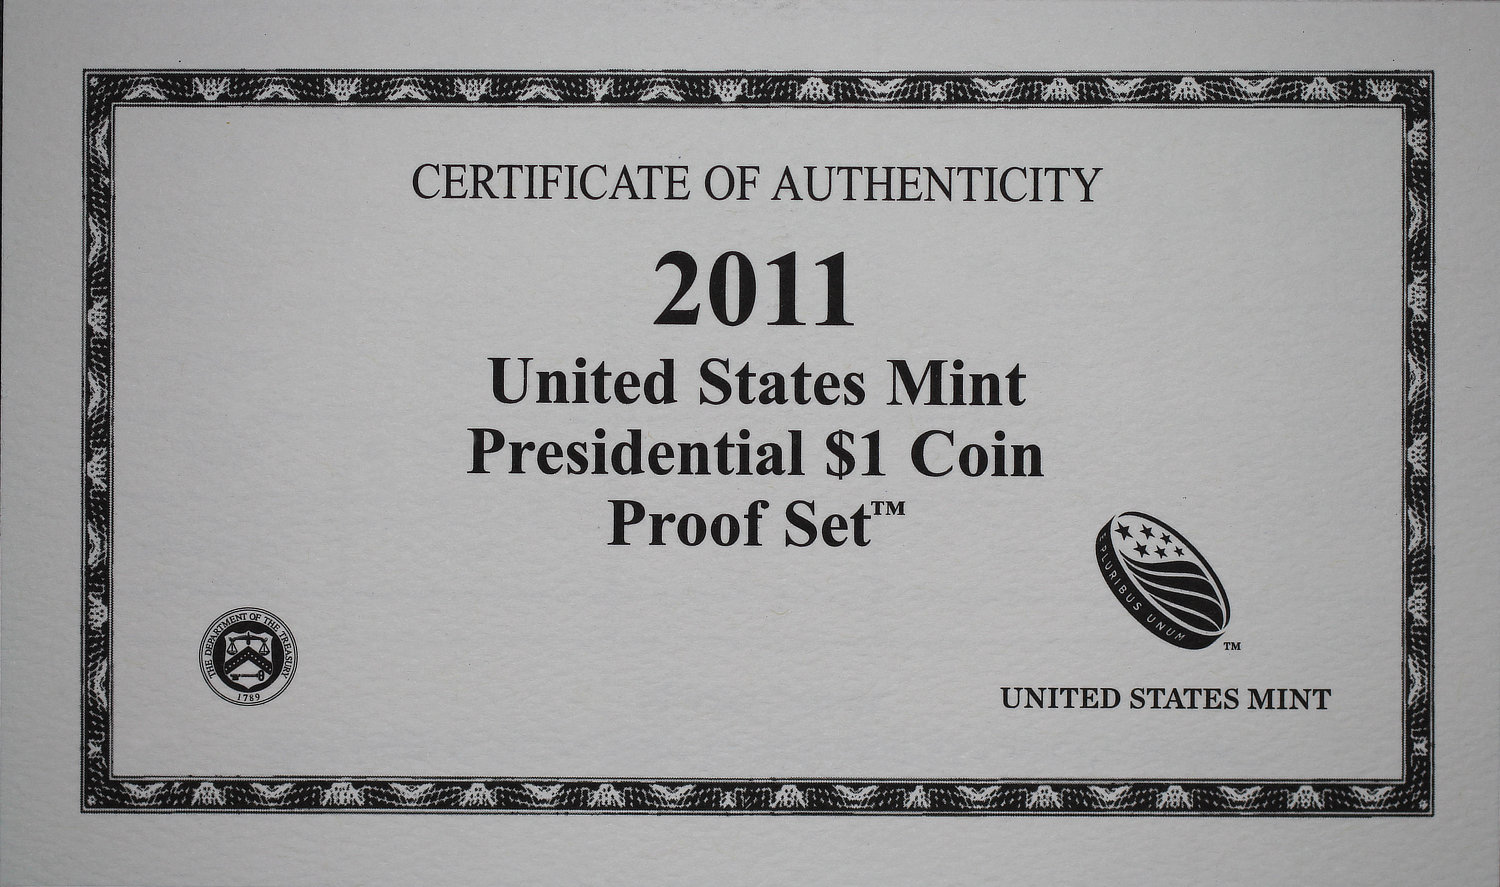 CERTIFICATE OF AUTHENTICITY
2011
United States Mint
Presidential $1 Coin
Proof Set™
E PLURIBUS UNUM
™
THE DEPARTMENT OF THE TREASURY
1789
UNITED STATES MINT